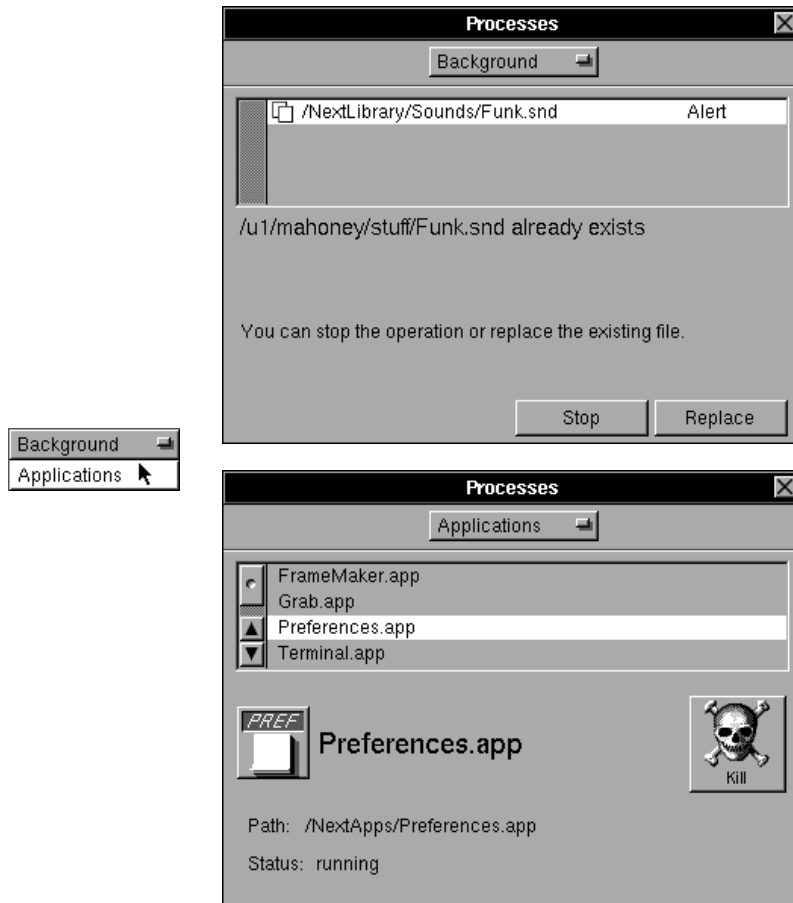 Processes
Background
/NextLibrary/Sounds/Funk.snd Alert
/u1/mahoney/stuff/Funk.snd already exists
You can stop the operation or replace the existing file.
Stop Replace
Background
Applications
Processes
Applications
FrameMaker.app
Grab.app
Preferences.app
Terminal.app
PREF
Preferences.app
Kill
Path: /NextApps/Preferences.app
Status: running